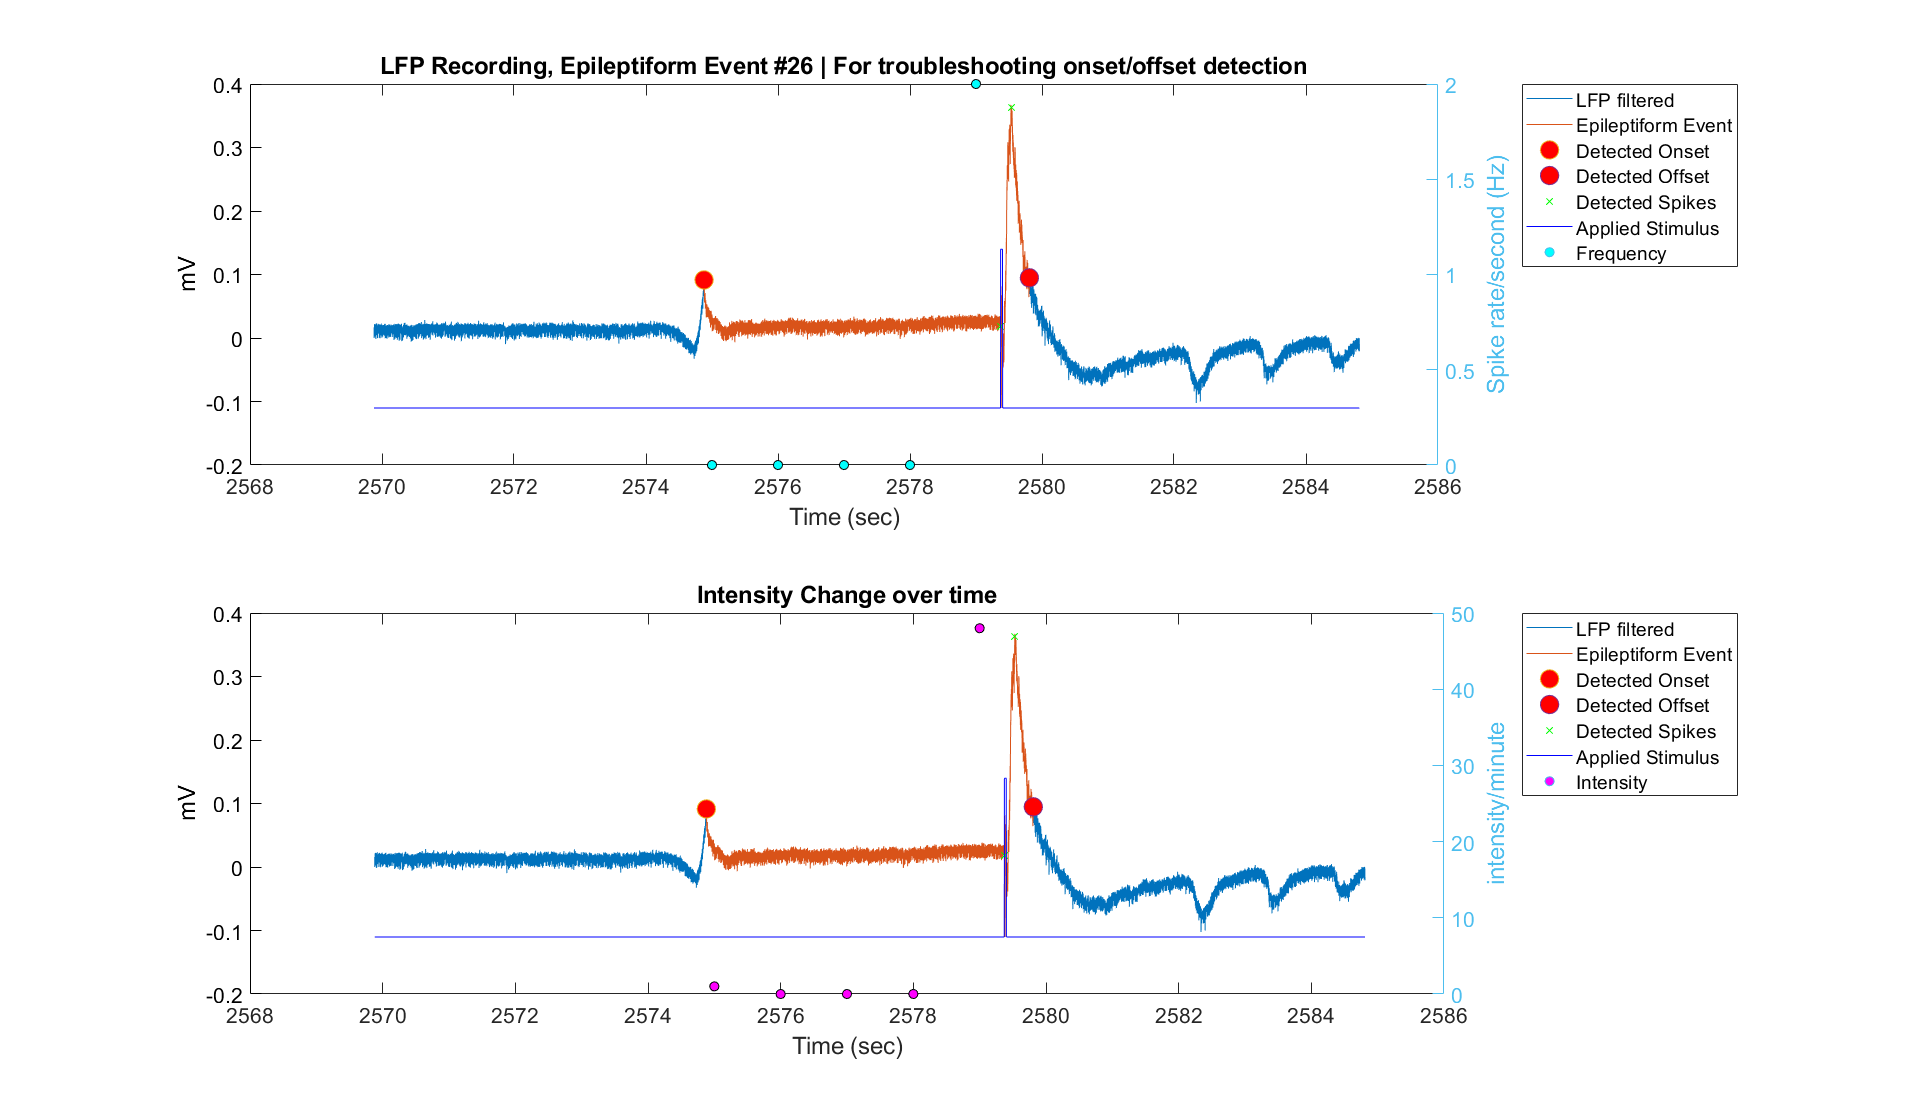 LFP Recording, Epileptiform Event #26 | For troubleshooting onset/offset detection
0.4
0.3
0.2
0.1
0
-0.1
-0.2
mV
2568 2570 2572 2574 2576 2578 2580 2582 2584 2586
Time (sec)
2
1.5
1
0.5
0
Spike rate/second (Hz)
LFP filtered
Epileptiform Event
Detected Onset
Detected Offset
Detected Spikes
Applied Stimulus
Frequency
Intensity Change over time
0.4
0.3
0.2
0.1
0
-0.1
-0.2
mV
2568 2570 2572 2574 2576 2578 2580 2582 2584 2586
Time (sec)
50
40
30
20
10
0
intensity/minute
LFP filtered
Epileptiform Event
Detected Onset
Detected Offset
Detected Spikes
Applied Stimulus
Intensity